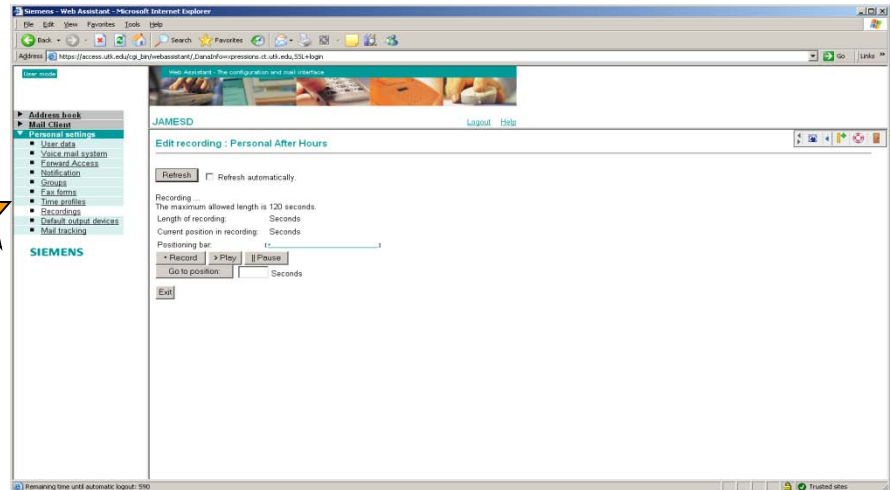 Siemens - Web Assistant - Microsoft Internet Explorer
File Edit View Favorites Tools Help
Back Search Favorites
Address https://access.utk.edu/cgi_bin/webassistant/,DanaInfo=xpressions.ct.utk.edu,SSL+login Go Links »
User mode
Web Assistant - The configuration and mail interface
Address book
Mail Client
Personal settings
User data
Voice mail system
Forward Access
Notification
Groups
Fax forms
Time profiles
Recordings
Default output devices
Mail tracking
SIEMENS
JAMESD Logout Help
Edit recording : Personal After Hours
Refresh Refresh automatically.
Recording ...
The maximum allowed length is 120 seconds.
Length of recording: Seconds
Current position in recording: Seconds
Positioning bar:
• Record > Play || Pause
Go to position: Seconds
Exit
Remaining time until automatic logout: 590 Trusted sites